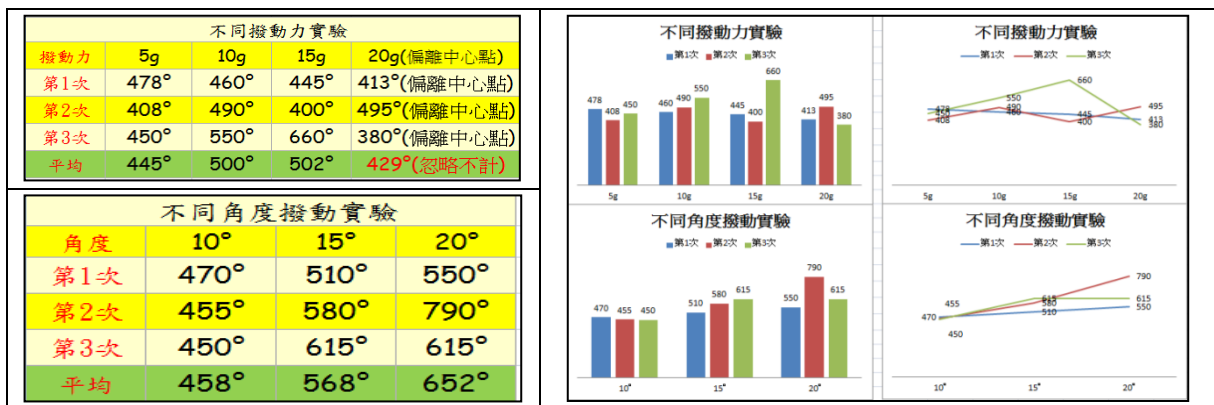 不同撥動力實驗
撥動力 5g 10g 15g 20g(偏離中心點)
第1次 478° 460° 445° 413°(偏離中心點)
第2次 408° 490° 400° 495°(偏離中心點)
第3次 450° 550° 660° 380°(偏離中心點)
平均 445° 500° 502° 429°(忽略不計)
不同角度撥動實驗
角度 10° 15° 20°
第1次 470° 510° 550°
第2次 455° 580° 790°
第3次 450° 615° 615°
平均 458° 568° 652°
不同撥動力實驗
第1次 第2次 第3次
478 408 450 460 490 550 445 400 660 413 495 380
5g 10g 15g 20g
不同撥動力實驗
第1次 第2次 第3次
660
550
478 490 495
450 460 445 413
408 400 380
5g 10g 15g 20g
不同角度撥動實驗
第1次 第2次 第3次
470 455 450 510 580 615 550 790 615
10° 15° 20°
不同角度撥動實驗
第1次 第2次 第3次
790
455 615 615
470 580 550
510
450
10° 15° 20°